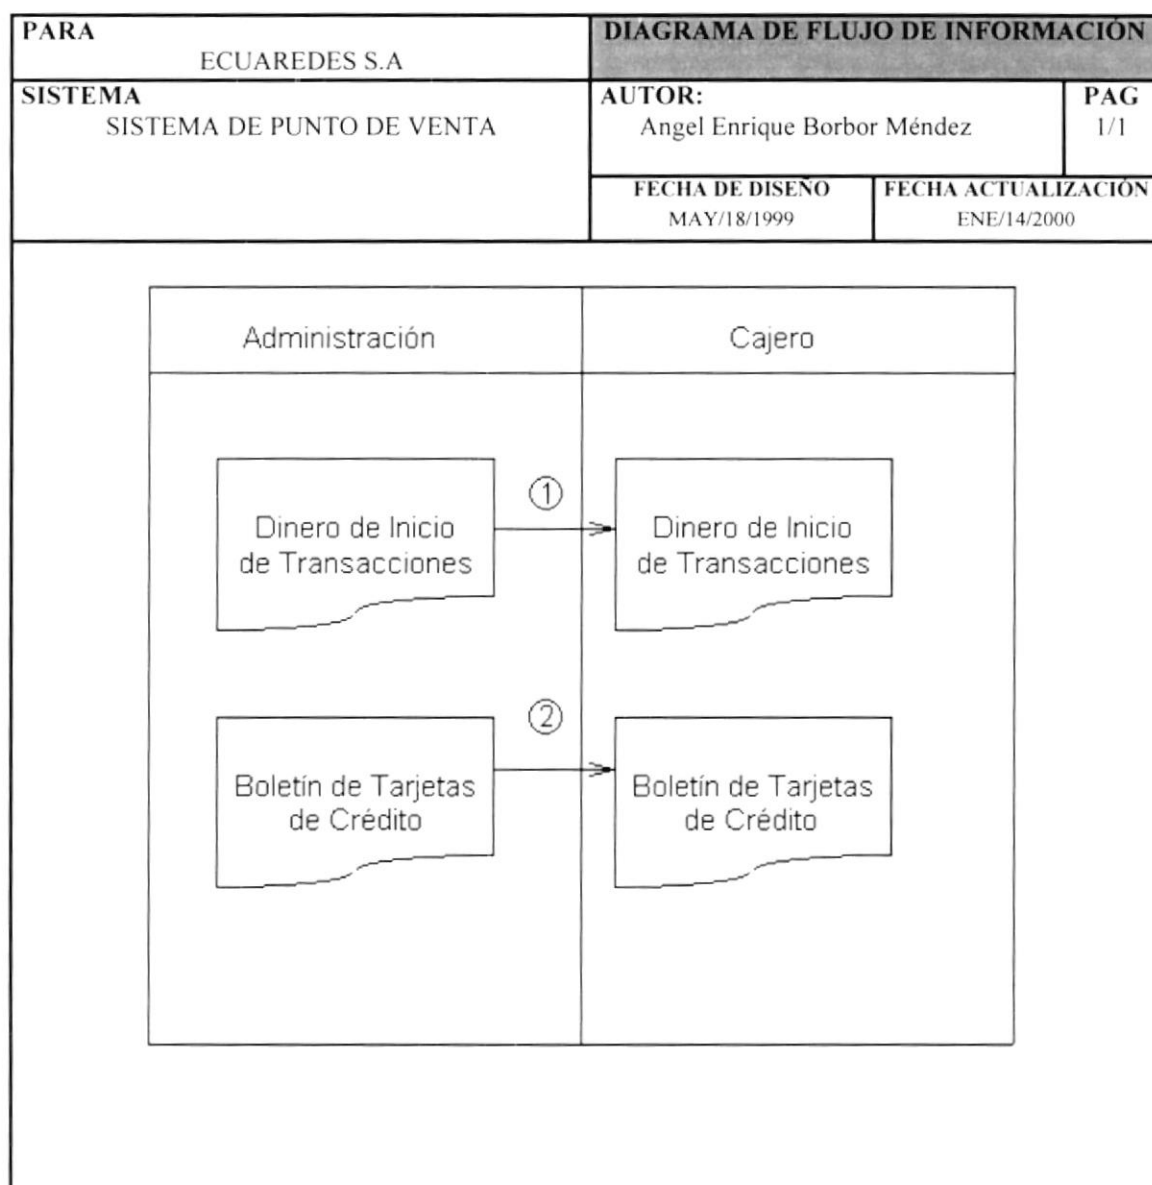 PARA
ECUAREDES S.A
DIAGRAMA DE FLUJO DE INFORMACIÓN
SISTEMA
SISTEMA DE PUNTO DE VENTA
AUTOR:
Angel Enrique Borbor Méndez
PAG
1/1
FECHA DE DISEÑO
MAY/18/1999
FECHA ACTUALIZACIÓN
ENE/14/2000
Administración
Cajero
1
Dinero de Inicio
de Transacciones
Dinero de Inicio
de Transacciones
2
Boletín de Tarjetas
de Crédito
Boletín de Tarjetas
de Crédito